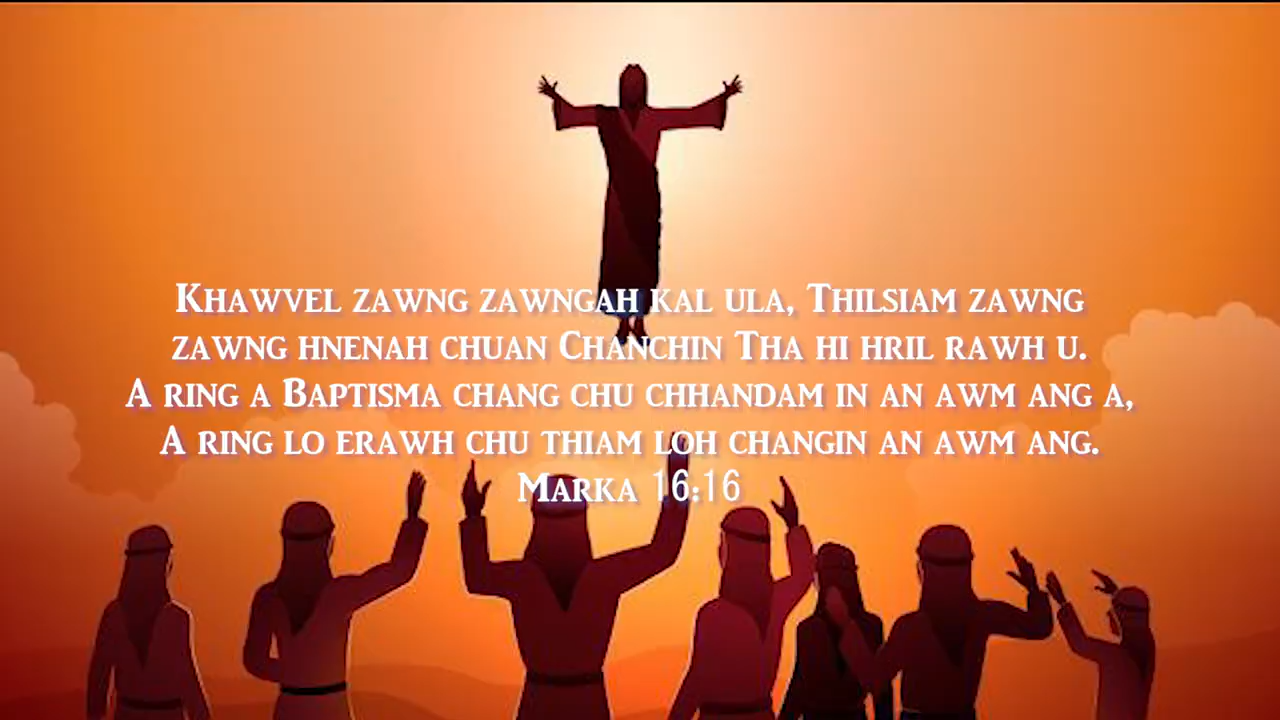 Khawvel zawng zawngah kal ula, Thilsiam zawng
zawng hnenah chuan Chanchin Tha hi hril rawh u.
A ring a Baptisma chang chu chhandam in an awm ang a,
A ring lo erawh chu thiam loh changin an awm ang.
Marka 16:16